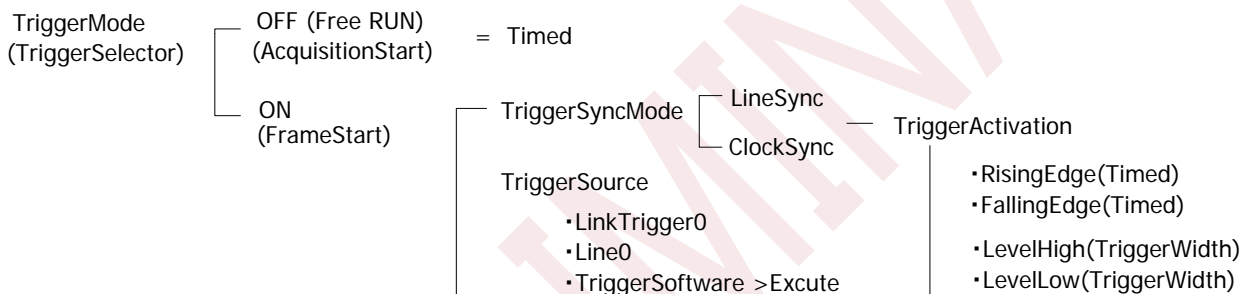 TriggerMode
(TriggerSelector)
OFF (Free RUN)
(AcquisitionStart)
= Timed
ON
(FrameStart)
TriggerSyncMode
LineSync
ClockSync
TriggerActivation
・RisingEdge(Timed)
・FallingEdge(Timed)
・LevelHigh(TriggerWidth)
・LevelLow(TriggerWidth)
TriggerSource
・LinkTrigger0
・Line0
・TriggerSoftware >Excute